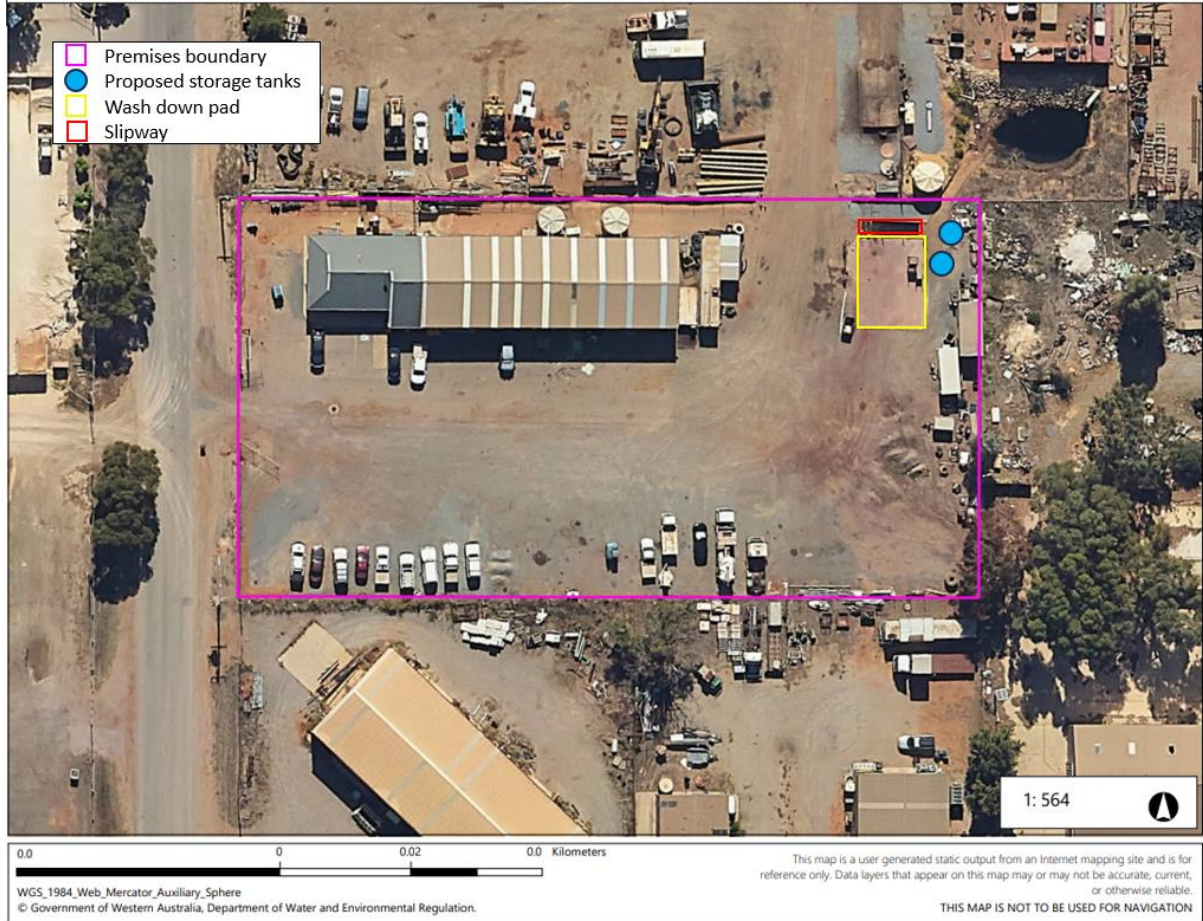 Premises boundary
Proposed storage tanks
Wash down pad
Slipway
1: 564
0.0 0 0.02 0.0 Kilometers
WGS_1984_Web_Mercator_Auxiliary_Sphere
© Government of Western Australia, Department of Water and Environmental Regulation.
This map is a user generated static output from an Internet mapping site and is for
reference only. Data layers that appear on this map may or may not be accurate, current,
or otherwise reliable.
THIS MAP IS NOT TO BE USED FOR NAVIGATION